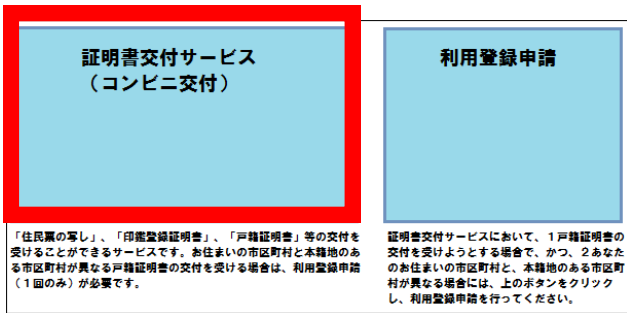 証明書交付サービス
（コンビニ交付）
「住民票の写し」、「印鑑登録証明書」、「戸籍証明書」等の交付を
受けることができるサービスです。お住まいの市区町村と本籍地のあ
る市区町村が異なる戸籍証明書の交付を受ける場合は、利用登録申請
（１回のみ）が必要です。
利用登録申請
証明書交付サービスにおいて、１戸籍証明書の
交付を受けようとする場合で、かつ、２あなた
のお住まいの市区町村と、本籍地のある市区町
村が異なる場合には、上のボタンをクリック
し、利用登録申請を行ってください。